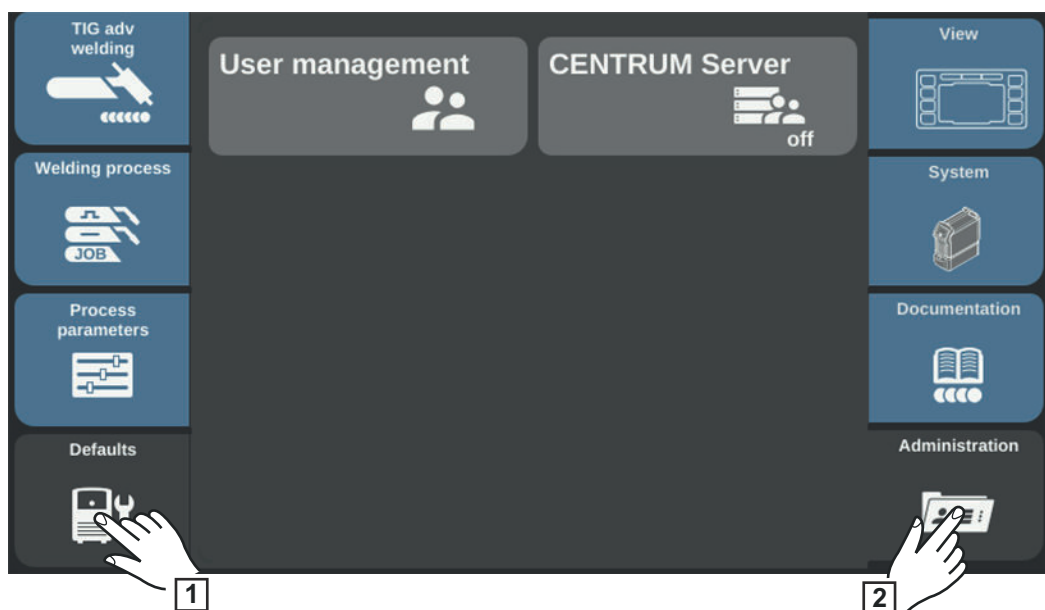 TIG adv
welding
Welding process
JOB
Process
parameters
Defaults
User management
CENTRUM Server
off
View
System
Documentation
Administration
1
2